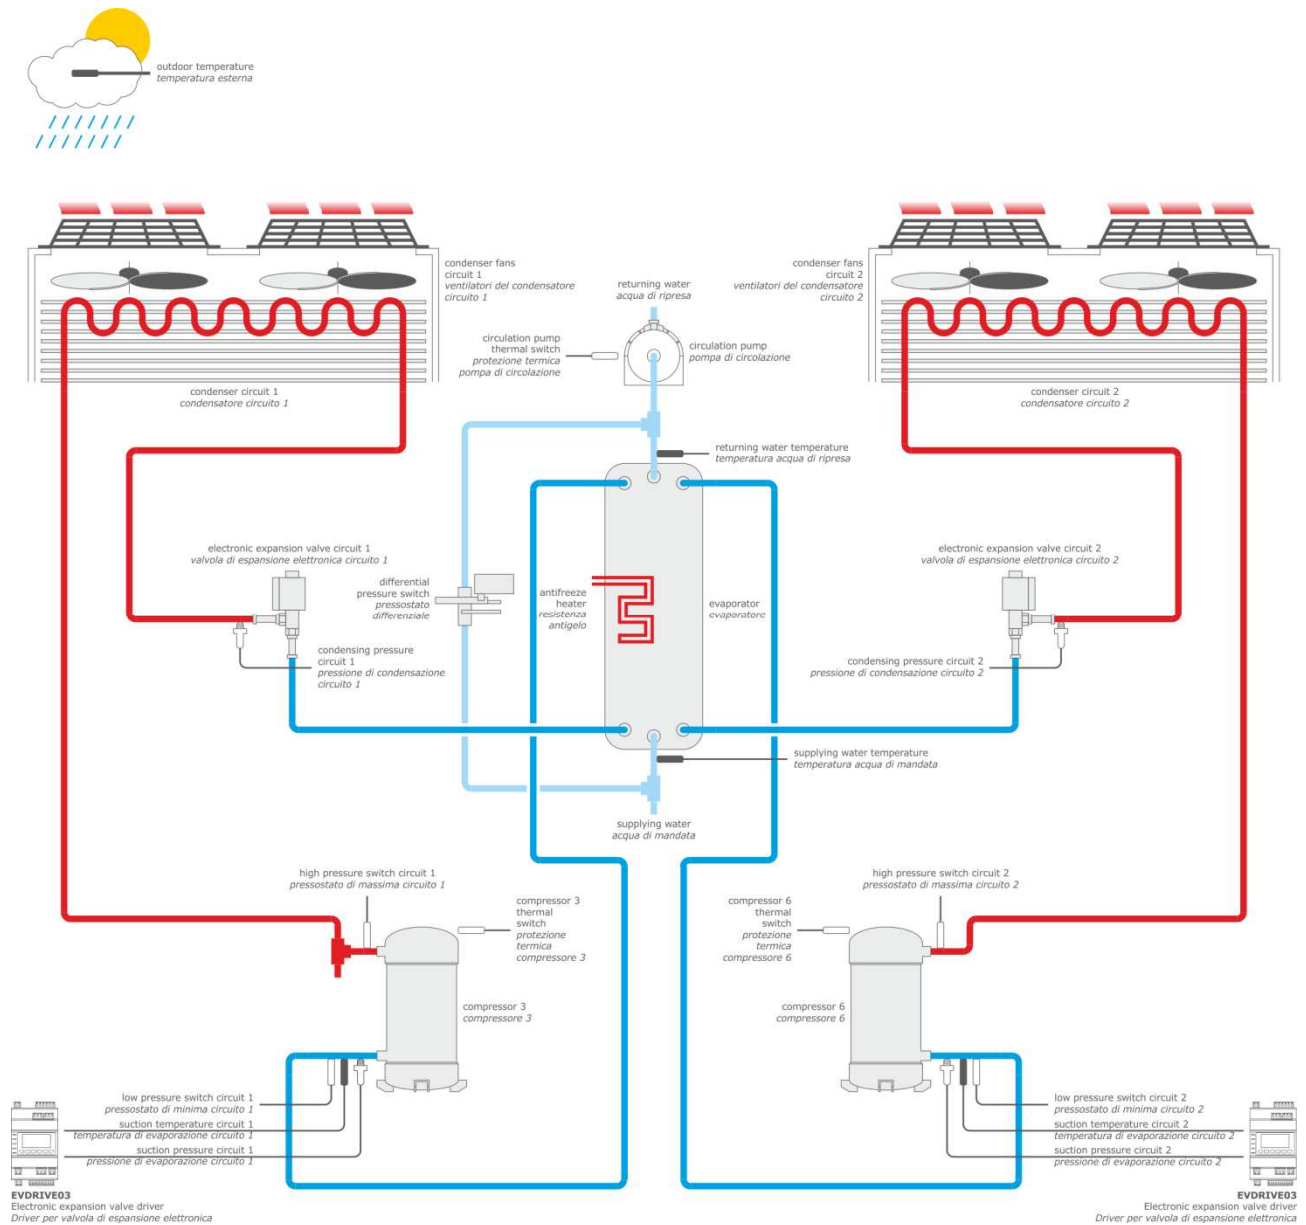 outdoor temperature
temperatura esterna
condenser fans
circuit 1
ventilatori del condensatore
circuito 1
condenser fans
circuit 2
ventilatori del condensatore
circuito 2
returning water
acqua di ripresa
circulation pump
thermal switch
protezione termica
pompa di circolazione
circulation pump
pompa di circolazione
condenser circuit 1
condensatore circuito 1
condenser circuit 2
condensatore circuito 2
returning water temperature
temperatura acqua di ripresa
electronic expansion valve circuit 1
valvola di espansione elettronica circuito 1
electronic expansion valve circuit 2
valvola di espansione elettronica circuito 2
differential
pressure switch
pressostato
differenziale
antifreeze
heater
resistenza
antigelo
evaporator
evaporatore
condensing pressure
circuit 1
pressione di condensazione
circuito 1
condensing pressure circuit 2
pressione di condensazione circuito 2
supplying water temperature
temperatura acqua di mandata
supplying water
acqua di mandata
high pressure switch circuit 1
pressostato di massima circuito 1
high pressure switch circuit 2
pressostato di massima circuito 2
compressor 3
thermal
switch
protezione
termica
compressore 3
compressor 6
thermal
switch
protezione
termica
compressore 6
compressor 3
compressore 3
compressor 6
compressore 6
low pressure switch circuit 1
pressostato di minima circuito 1
suction temperature circuit 1
temperatura di evaporazione circuito 1
suction pressure circuit 1
pressione di evaporazione circuito 1
low pressure switch circuit 2
pressostato di minima circuito 2
suction temperature circuit 2
temperatura di evaporazione circuito 2
suction pressure circuit 2
pressione di evaporazione circuito 2
EVDRIVE03
Electronic expansion valve driver
Driver per valvola di espansione elettronica
EVDRIVE03
Electronic expansion valve driver
Driver per valvola di espansione elettronica